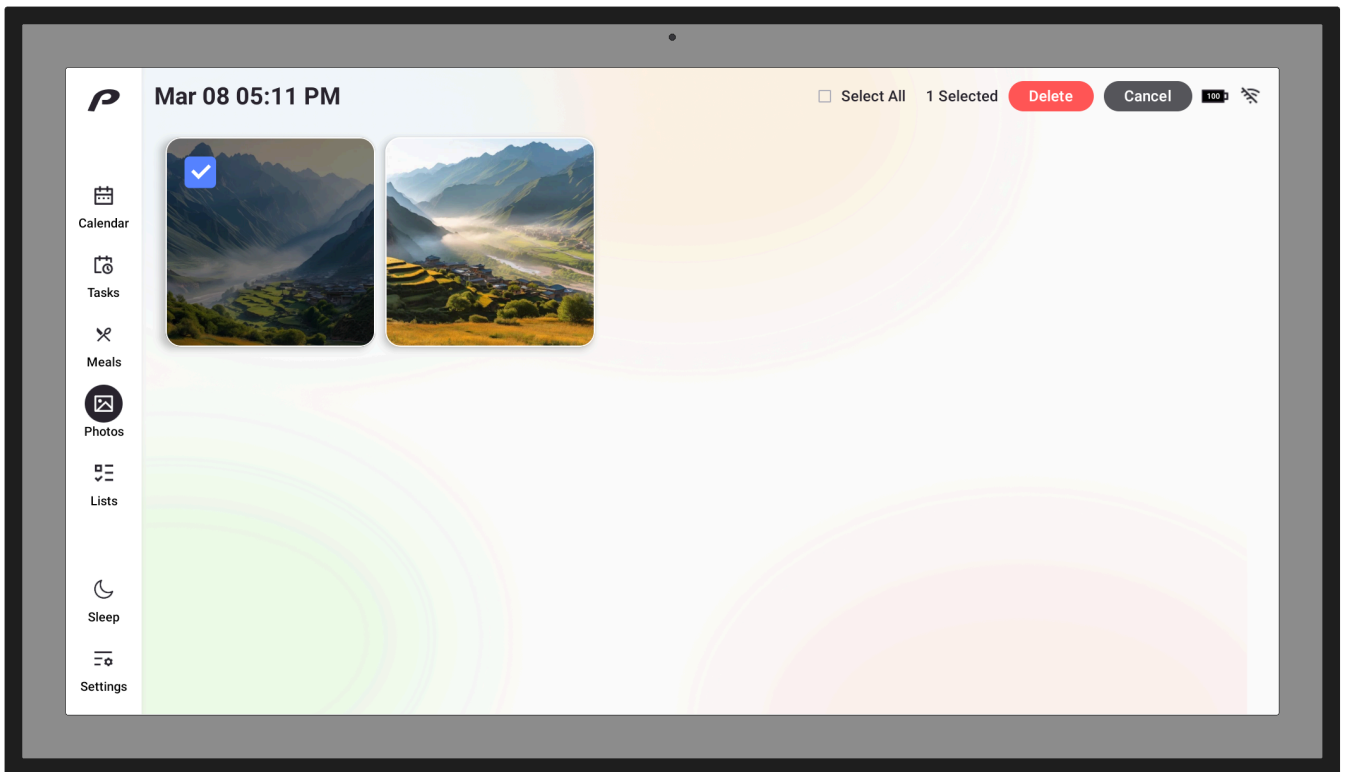 Mar 08 05:11 PM
Select All 1 Selected Delete Cancel 100
Calendar
Tasks
Meals
Photos
Lists
Sleep
Settings